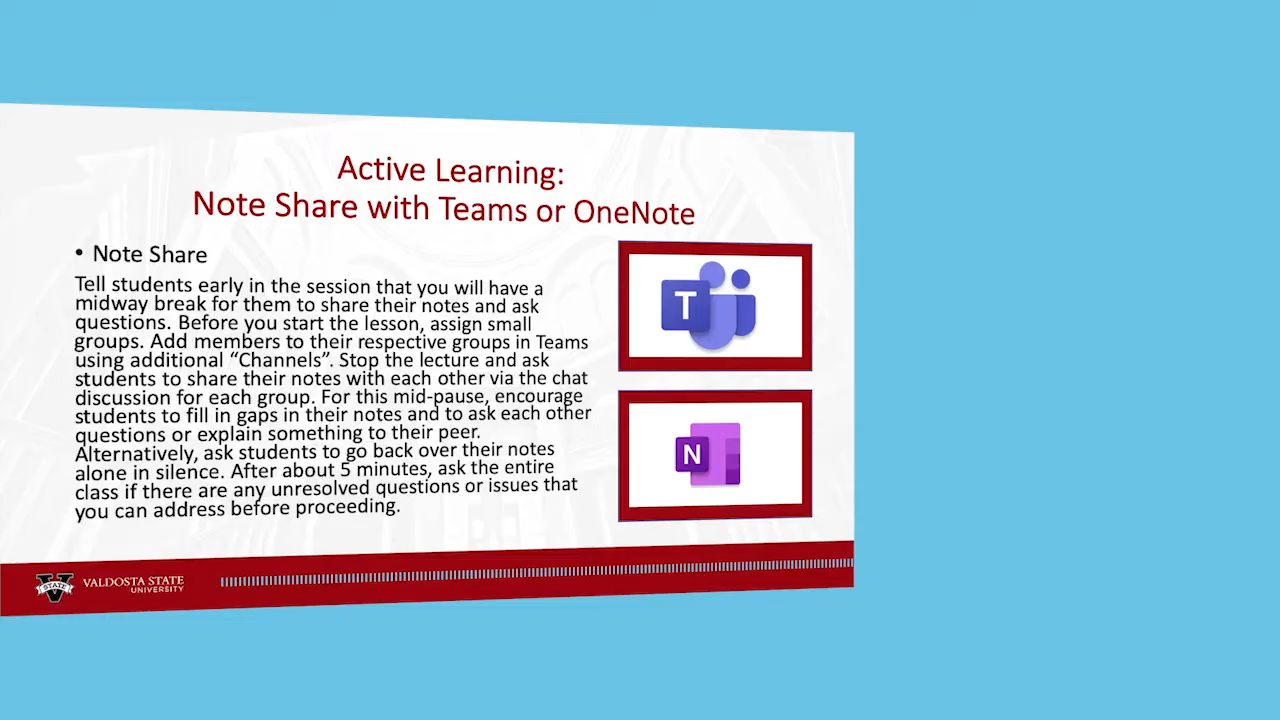 Active Learning:
Note Share with Teams or OneNote
• Note Share
Tell students early in the session that you will have a
midway break for them to share their notes and ask
questions. Before you start the lesson, assign small
groups. Add members to their respective groups in Teams
using additional “Channels”. Stop the lecture and ask
students to share their notes with each other via the chat
discussion for each group. For this mid-pause, encourage
students to fill in gaps in their notes and to ask each other
questions or explain something to their peer.
Alternatively, ask students to go back over their notes
alone in silence. After about 5 minutes, ask the entire
class if there are any unresolved questions or issues that
you can address before proceeding.
T
N
V
STATE
VALDOSTA STATE
UNIVERSITY